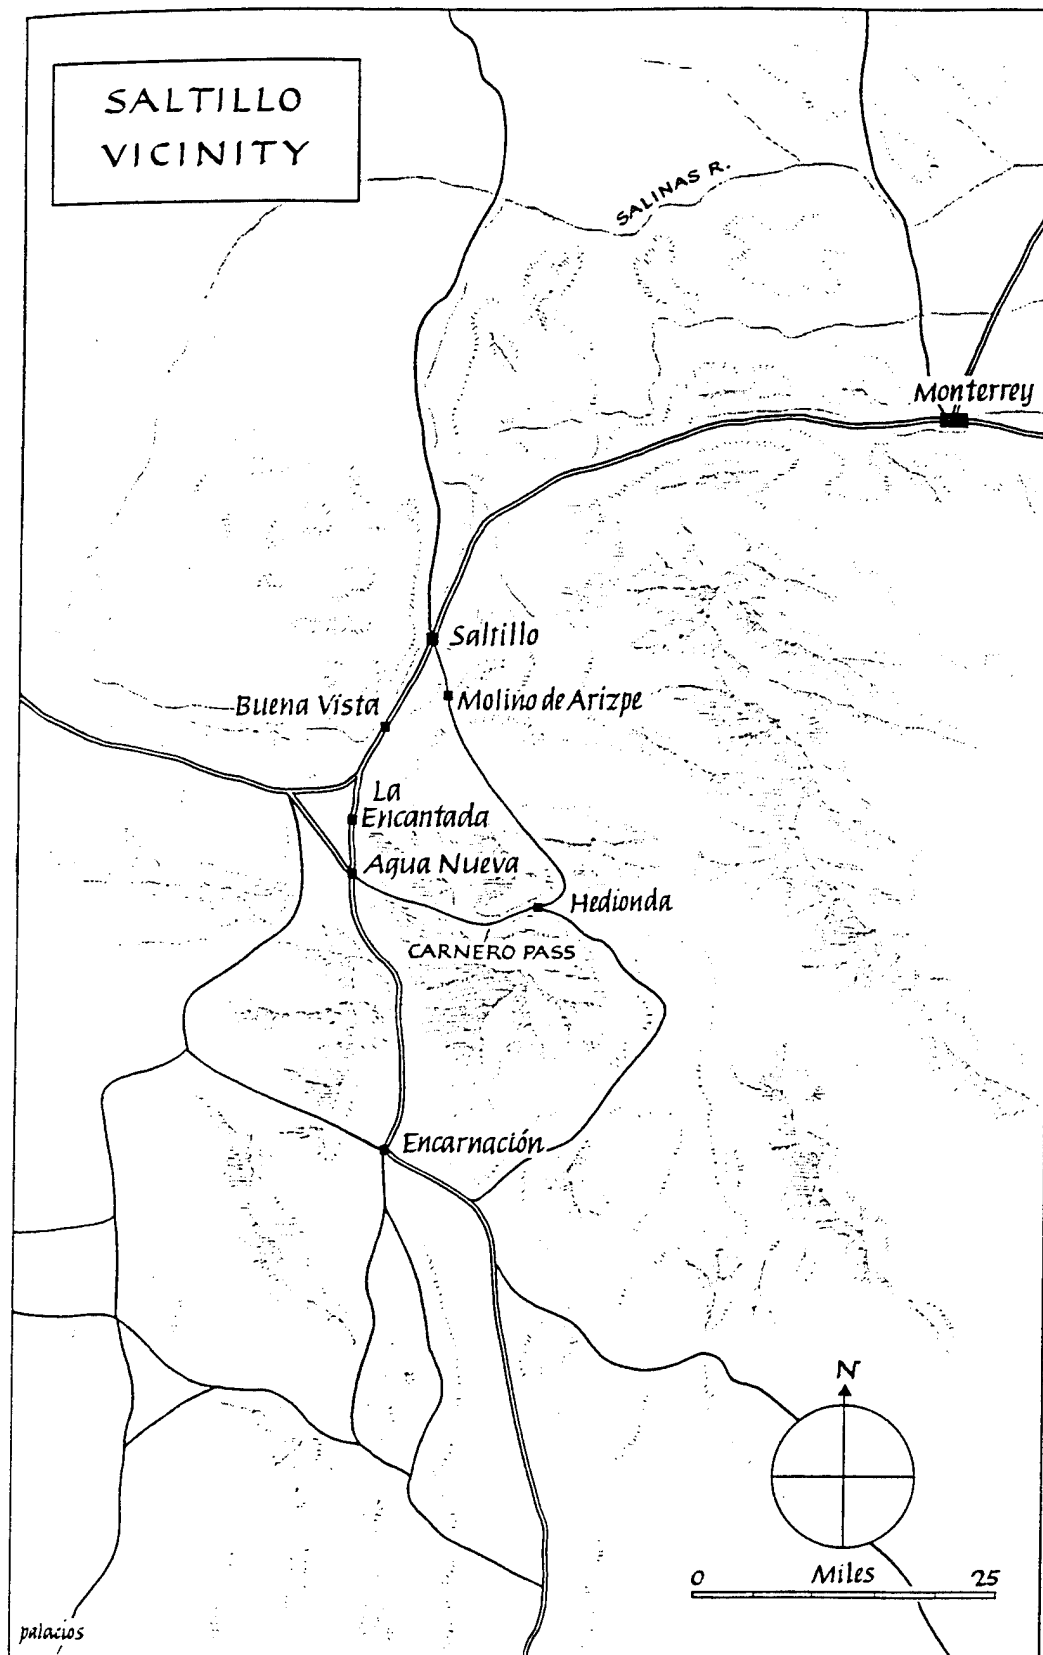 SALTILLO
VICINITY
SALINAS R.
Monterrey
Saltillo
Buena Vista
Molino de Arizpe
La
Encantada
Agua Nueva
Hedionda
CARNERO PASS
Encarnación
N
0 Miles 25
palacios